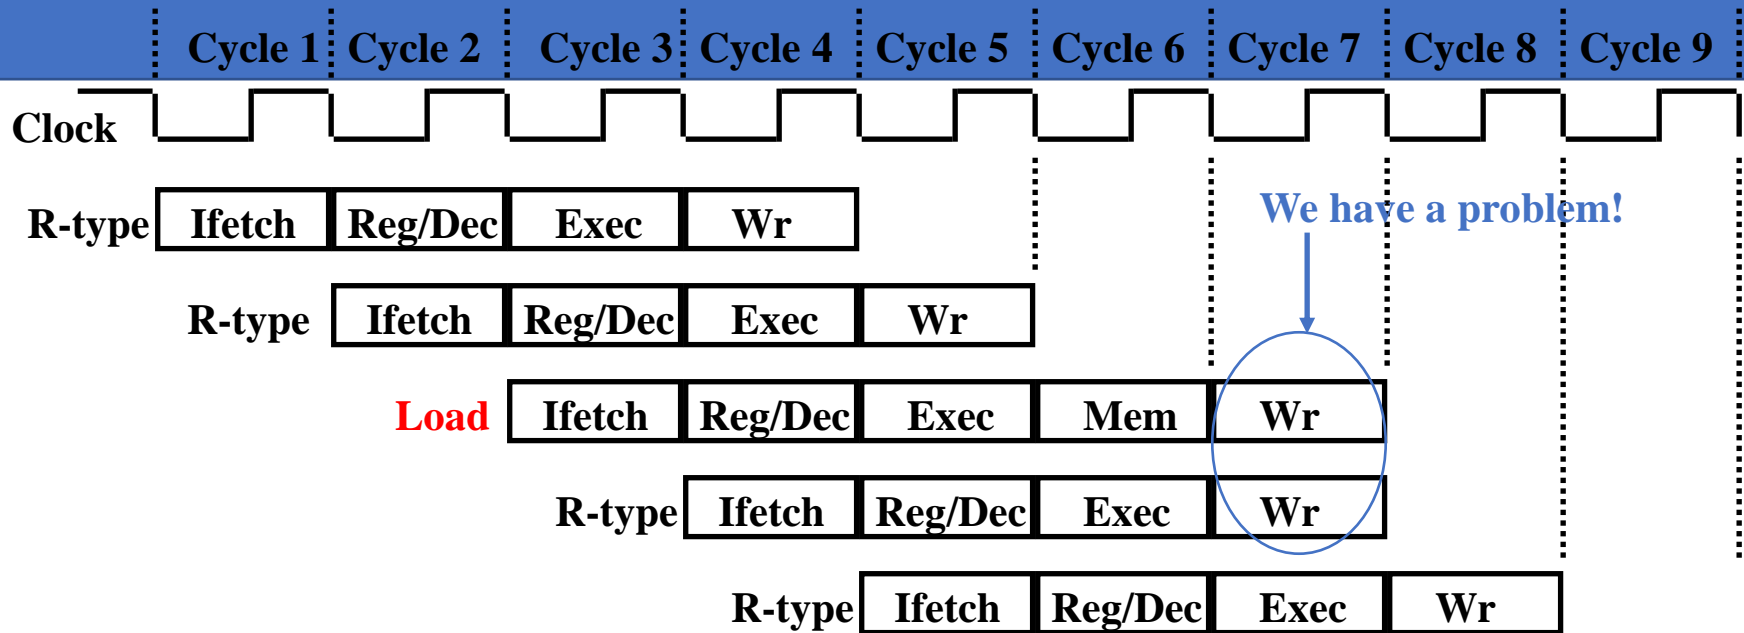 Cycle 1 Cycle 2 Cycle 3 Cycle 4 Cycle 5 Cycle 6 Cycle 7 Cycle 8 Cycle 9
Clock
We have a problem!
R-type Ifetch Reg/Dec Exec Wr
R-type Ifetch Reg/Dec Exec Wr
Load Ifetch Reg/Dec Exec Mem Wr
R-type Ifetch Reg/Dec Exec Wr
R-type Ifetch Reg/Dec Exec Wr